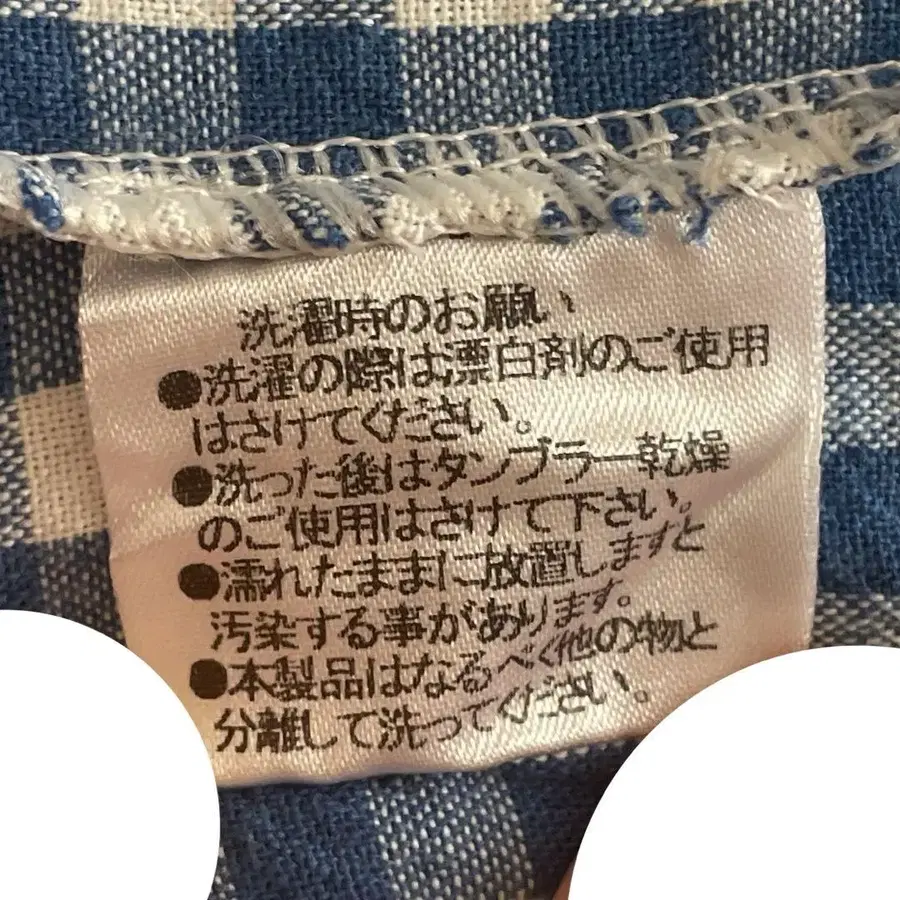 洗濯時のお願い
●洗濯の際は漂白剤のご使用
はさけてください。
●洗った後はタンブラー乾燥
のご使用はさけて下さい。
●濡れたままに放置しますと
汚染する事があります。
●本製品はなるべく他の物と
分離して洗ってください。